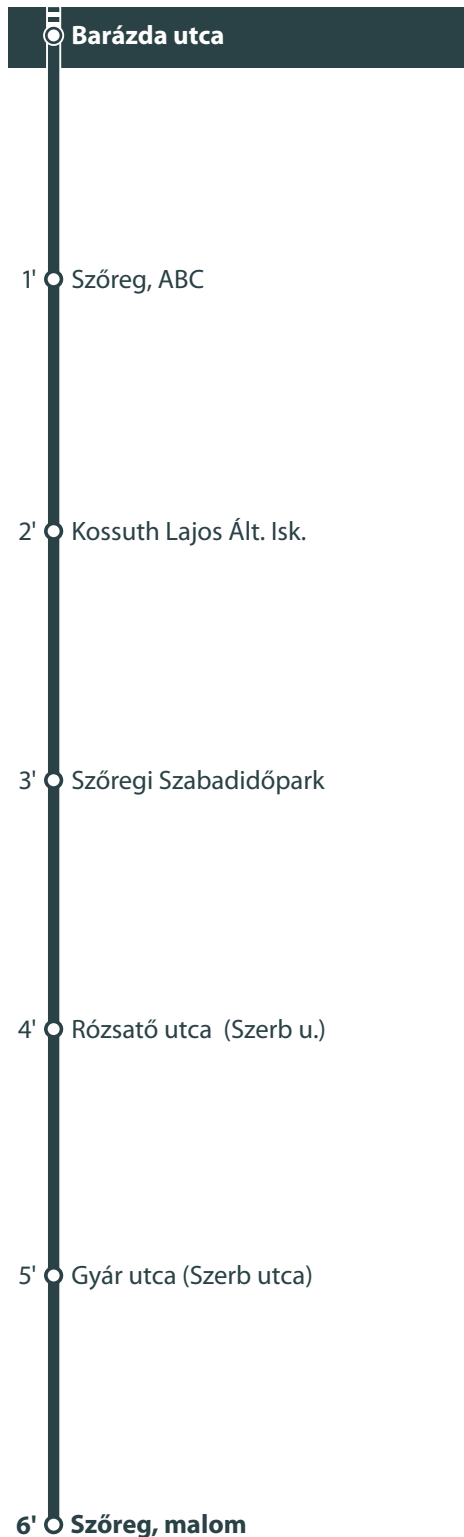 Barázda utca
1' Szőreg, ABC
2' Kossuth Lajos Ált. Isk.
3' Szőregi Szabadidőpark
4' Rózsatő utca (Szerb u.)
5' Gyár utca (Szerb utca)
6' Szőreg, malom